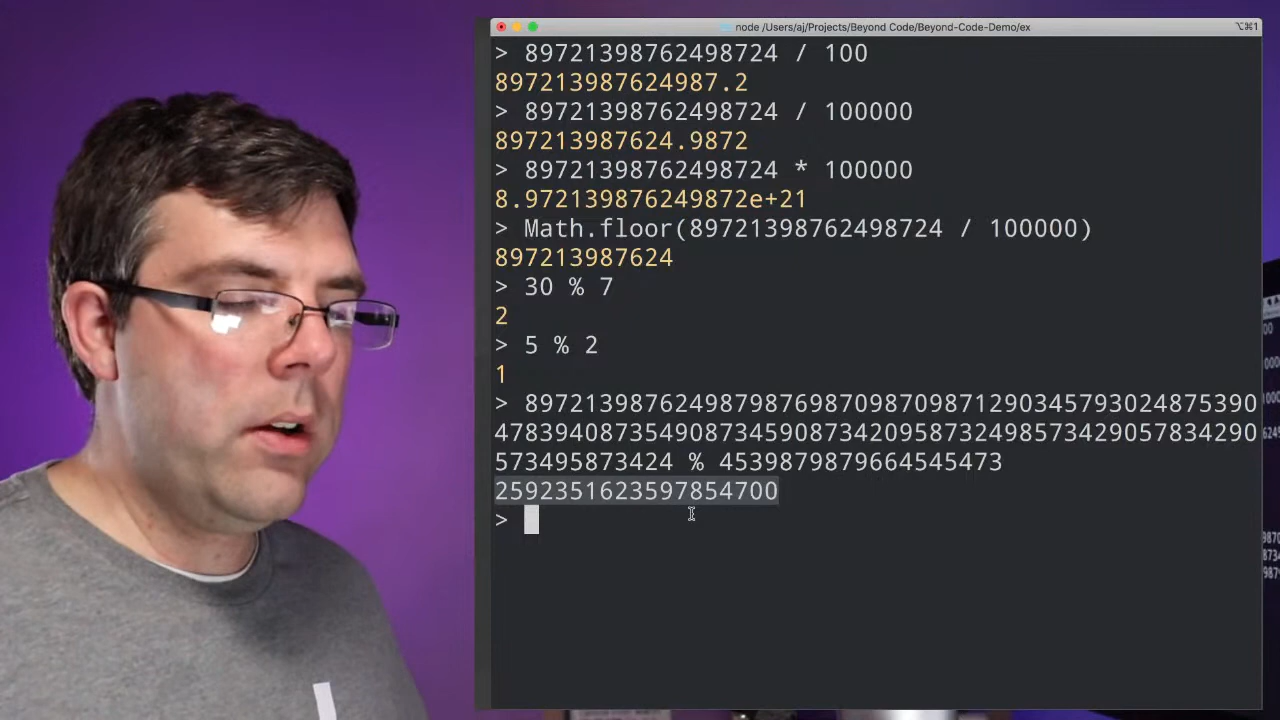 node /Users/aj/Projects/Beyond Code/Beyond-Code-Demo/ex
⌥⌘1
> 89721398762498724 / 100
897213987624987.2
> 89721398762498724 / 100000
897213987624.9872
> 89721398762498724 * 100000
8.972139876249872e+21
> Math.floor(89721398762498724 / 100000)
897213987624
> 30 % 7
2
> 5 % 2
1
> 8972139876249879876987098709871290345793024875390
478394087354908734590873420958732498573429057834290
573495873424 % 4539879879664545473
2592351623597854700
>